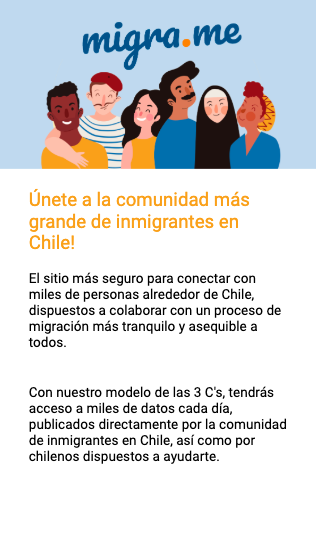 migra.me
Únete a la comunidad más
grande de inmigrantes en
Chile!
El sitio más seguro para conectar con
miles de personas alrededor de Chile,
dispuestos a colaborar con un proceso de
migración más tranquilo y asequible a
todos.
Con nuestro modelo de las 3 C's, tendrás
acceso a miles de datos cada día,
publicados directamente por la comunidad
de inmigrantes en Chile, así como por
chilenos dispuestos a ayudarte.